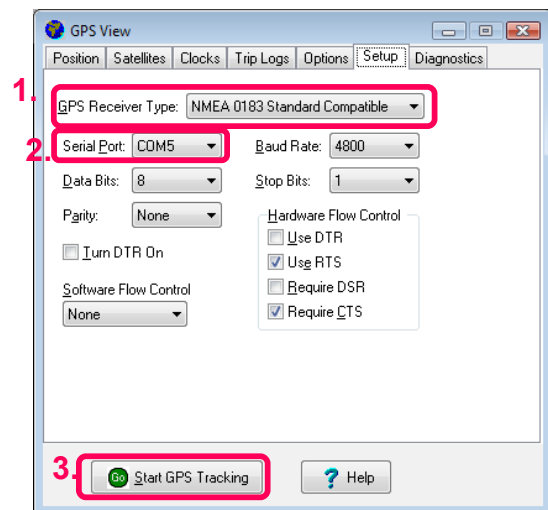 GPS View
Position Satellites Clocks Trip Logs Options Setup Diagnostics
1.
GPS Receiver Type: NMEA 0183 Standard Compatible
2.
Serial Port: COM5 Baud Rate: 4800
Data Bits: 8 Stop Bits: 1
Parity: None Hardware Flow Control
Use DTR
Turn DTR On
Use RTS
Software Flow Control
Require DSR
None
Require CTS
3.
Go Start GPS Tracking ? Help